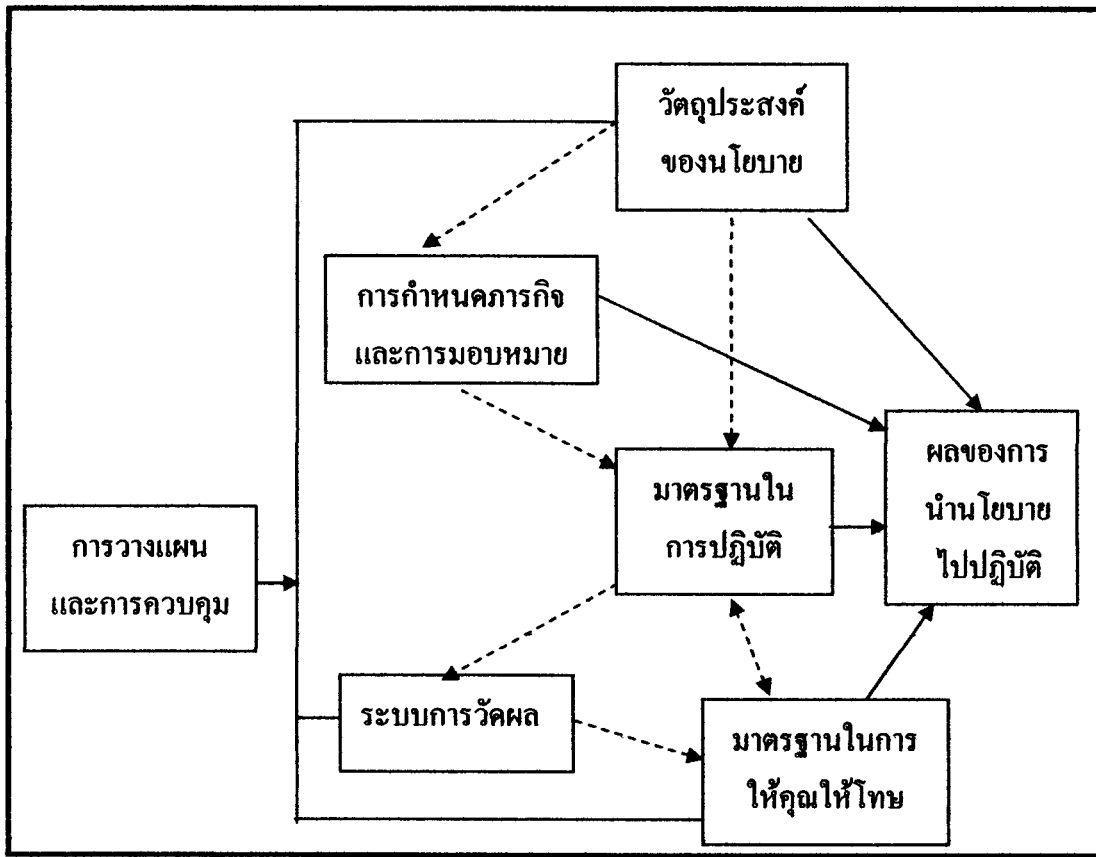 วัตถุประสงค์
ของนโยบาย
การกำหนดภารกิจ
และการมอบหมาย
มาตรฐานใน
การปฏิบัติ
ผลของการ
นำนโยบาย
ไปปฏิบัติ
การวางแผน
และการควบคุม
ระบบการวัดผล
มาตรฐานในการ
ให้คุณให้โทษ